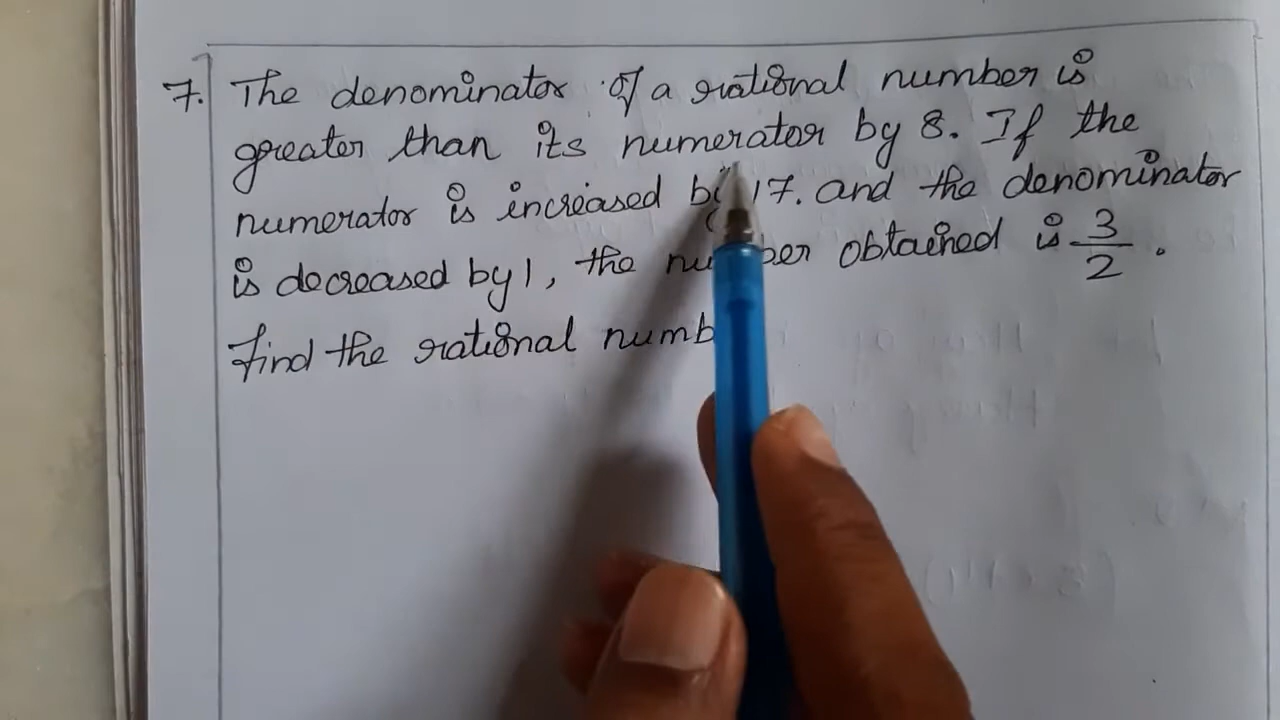 7. The denominator of a rational number is
greater than its numerator by 8. If the
numerator is increased by 17. and the denominator
is decreased by 1, the number obtained is 3/2.
find the rational